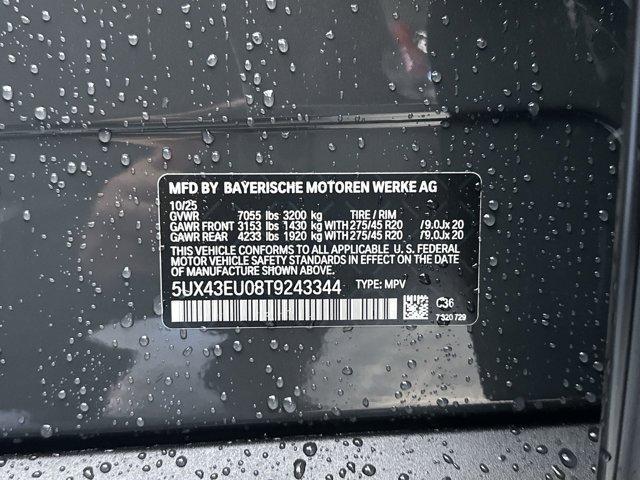 MFD BY BAYERISCHE MOTOREN WERKE AG
10/25
GVWR 7055 lbs 3200 kg TIRE / RIM
GAWR FRONT 3153 lbs 1430 kg WITH 275/45 R20 /9.0Jx 20
GAWR REAR 4233 lbs 1920 kg WITH 275/45 R20 /9.0Jx 20
THIS VEHICLE CONFORMS TO ALL APPLICABLE U. S. FEDERAL
MOTOR VEHICLE SAFETY STANDARDS IN EFFECT ON THE DATE
OF MANUFACTURE SHOWN ABOVE.
5UX43EU08T9243344 TYPE: MPV
C36
7 320 729